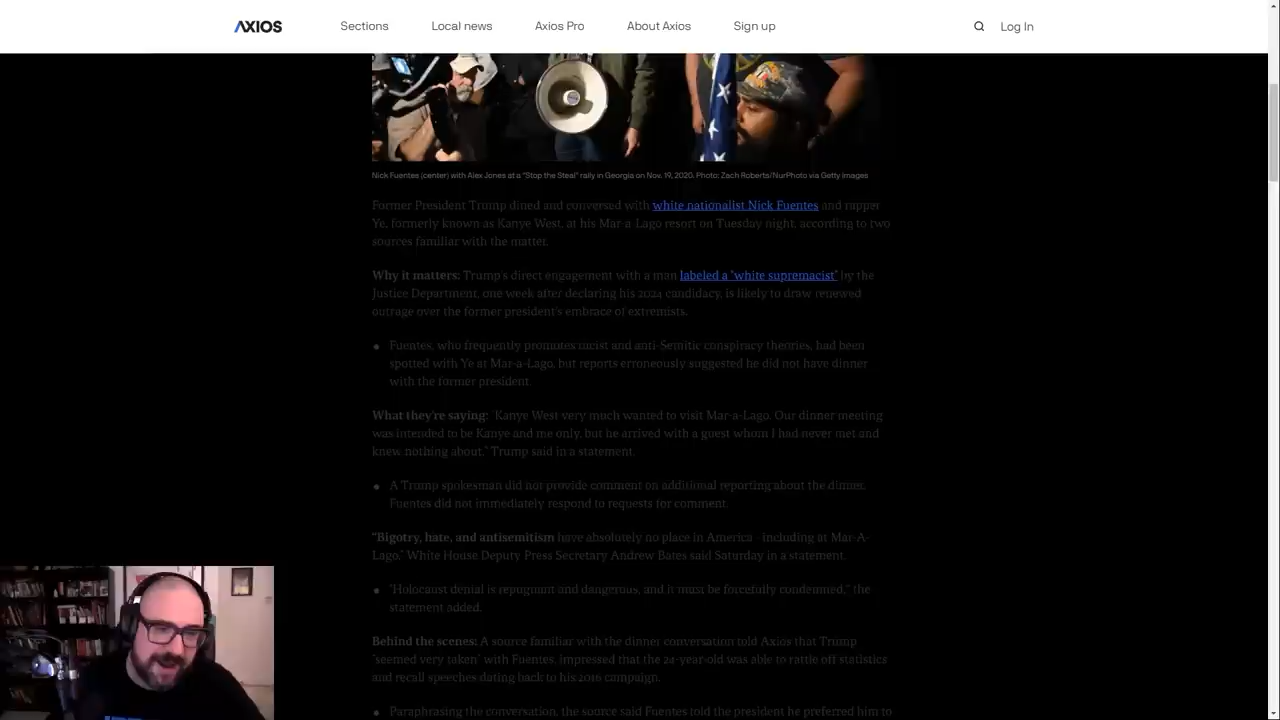 AXIOS
Sections
Local news
Axios Pro
About Axios
Sign up
Log In
Nick Fuentes (center) with Alex Jones at a "Stop the Steal" rally in Georgia on Nov. 19, 2020. Photo: Zach Roberts/NurPhoto via Getty Images
Former President Trump dined and conversed with white nationalist Nick Fuentes and rapper
Ye, formerly known as Kanye West, at his Mar-a-Lago resort on Tuesday night, according to two
sources familiar with the matter.
Why it matters: Trump's direct engagement with a man labeled a "white supremacist" by the
Justice Department, one week after declaring his 2024 candidacy, is likely to draw renewed
outrage over the former president's embrace of extremists.
Fuentes, who frequently promotes racist and anti-Semitic conspiracy theories, had been
spotted with Ye at Mar-a-Lago, but reports erroneously suggested he did not have dinner
with the former president.
What they're saying: "Kanye West very much wanted to visit Mar-a-Lago. Our dinner meeting
was intended to be Kanye and me only, but he arrived with a guest whom I had never met and
knew nothing about," Trump said in a statement.
A Trump spokesman did not provide comment on additional reporting about the dinner.
Fuentes did not immediately respond to requests for comment.
"Bigotry, hate, and antisemitism have absolutely no place in America - including at Mar-A-
Lago," White House Deputy Press Secretary Andrew Bates said Saturday in a statement.
"Holocaust denial is repugnant and dangerous, and it must be forcefully condemned," the
statement added.
Behind the scenes: A source familiar with the dinner conversation told Axios that Trump
"seemed very taken" with Fuentes, impressed that the 24-year-old was able to rattle off statistics
and recall speeches dating back to his 2016 campaign.
Paraphrasing the conversation, the source said Fuentes told the president he preferred him to